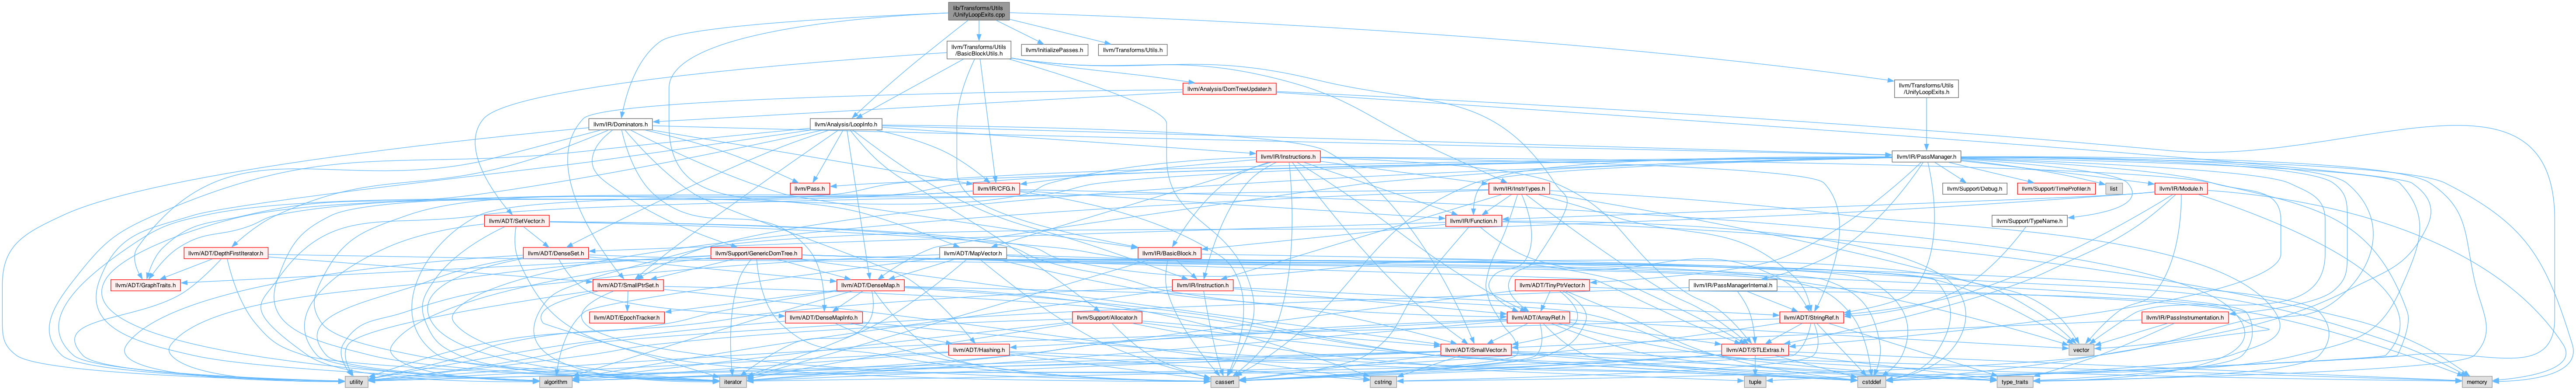 lib/Transforms/Utils
/UnifyLoopExits.cpp
llvm/Transforms/Utils
/BasicBlockUtils.h
llvm/InitializePasses.h
llvm/Transforms/Utils.h
llvm/Analysis/DomTreeUpdater.h
llvm/Transforms/Utils
/UnifyLoopExits.h
llvm/IR/Dominators.h
llvm/Analysis/LoopInfo.h
llvm/IR/Instructions.h
llvm/IR/PassManager.h
llvm/Pass.h
llvm/IR/CFG.h
llvm/IR/InstrTypes.h
llvm/Support/Debug.h
llvm/Support/TimeProfiler.h
list
llvm/IR/Module.h
llvm/ADT/SetVector.h
llvm/IR/Function.h
llvm/Support/TypeName.h
llvm/ADT/DepthFirstIterator.h
llvm/ADT/DenseSet.h
llvm/Support/GenericDomTree.h
llvm/ADT/MapVector.h
llvm/IR/BasicBlock.h
llvm/ADT/GraphTraits.h
llvm/ADT/SmallPtrSet.h
llvm/ADT/DenseMap.h
llvm/IR/Instruction.h
llvm/ADT/TinyPtrVector.h
llvm/IR/PassManagerInternal.h
llvm/ADT/EpochTracker.h
llvm/ADT/DenseMapInfo.h
llvm/Support/Allocator.h
llvm/ADT/ArrayRef.h
llvm/ADT/StringRef.h
llvm/IR/PassInstrumentation.h
llvm/ADT/Hashing.h
llvm/ADT/SmallVector.h
llvm/ADT/STLExtras.h
vector
utility
algorithm
iterator
cassert
cstring
tuple
cstddef
type_traits
memory